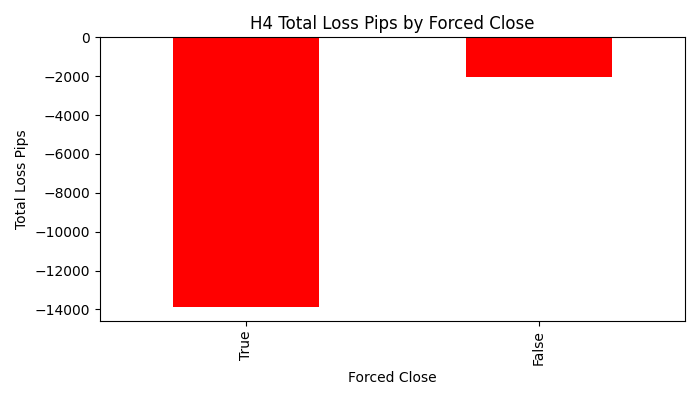 H4 Total Loss Pips by Forced Close
Total Loss Pips
0
−2000
−4000
−6000
−8000
−10000
−12000
−14000
True
False
Forced Close